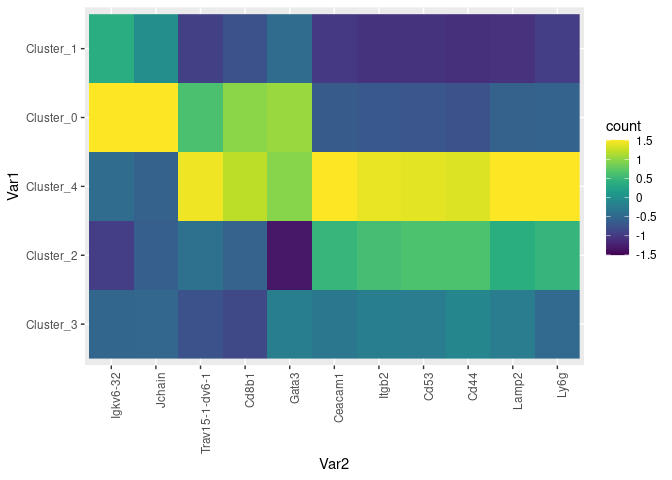 Var1
Cluster_1
Cluster_0
Cluster_4
Cluster_2
Cluster_3
Igkv6-32
Jchain
Trav15-1-dv6-1
Cd8b1
Gata3
Ceacam1
Itgb2
Cd53
Cd44
Lamp2
Ly6g
Var2
count
1.5
1
0.5
0
-0.5
-1
-1.5